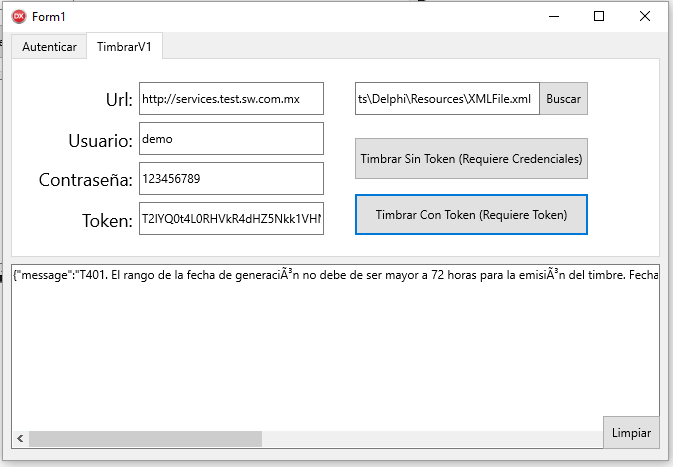 DX Form1
Autenticar TimbrarV1
Url: http://services.test.sw.com.mx ts\Delphi\Resources\XMLFile.xml Buscar
Usuario: demo
Timbrar Sin Token (Requiere Credenciales)
Contraseña: 123456789
Token: T2lYQ0t4L0RHVkR4dHZ5Nkk1VHN Timbrar Con Token (Requiere Token)
{"message":"T401. El rango de la fecha de generaciÃ³n no debe de ser mayor a 72 horas para la emisiÃ³n del timbre. Fecha
Limpiar